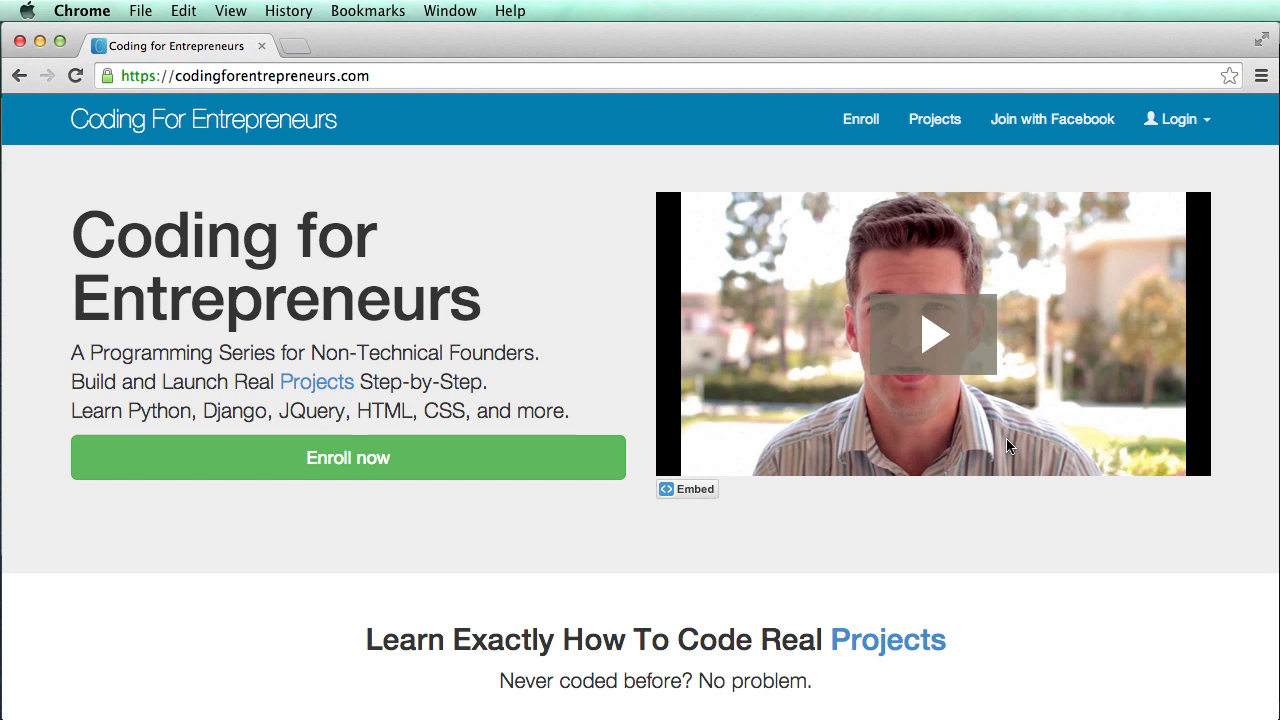 Chrome File Edit View History Bookmarks Window Help
Coding for Entrepreneurs
https://codingforentrepreneurs.com
Coding For Entrepreneurs
Enroll Projects Join with Facebook Login
Coding for
Entrepreneurs
A Programming Series for Non-Technical Founders.
Build and Launch Real Projects Step-by-Step.
Learn Python, Django, JQuery, HTML, CSS, and more.
Enroll now
Embed
Learn Exactly How To Code Real Projects
Never coded before? No problem.